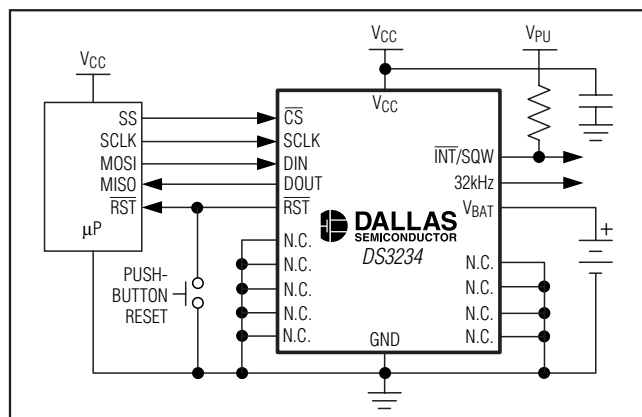 VCC
VCC
VPU
SS
SCLK
MOSI
MISO
RST
μP
PUSH-
BUTTON
RESET
VCC
CS
SCLK
DIN
DOUT
RST
N.C.
N.C.
N.C.
N.C.
N.C.
DALLAS
SEMICONDUCTOR
DS3234
GND
INT/SQW
32kHz
VBAT
N.C.
N.C.
N.C.
N.C.
+